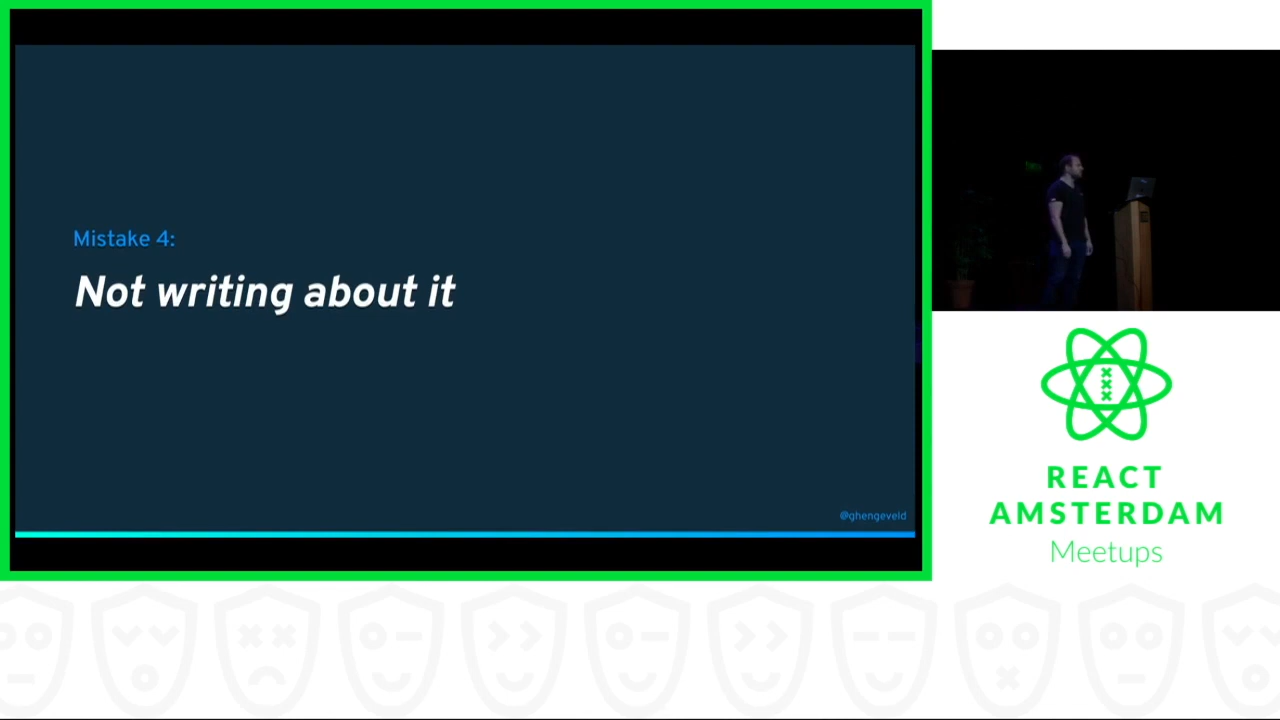 Mistake 4:
Not writing about it
@ghengeveld
REACT
AMSTERDAM
Meetups